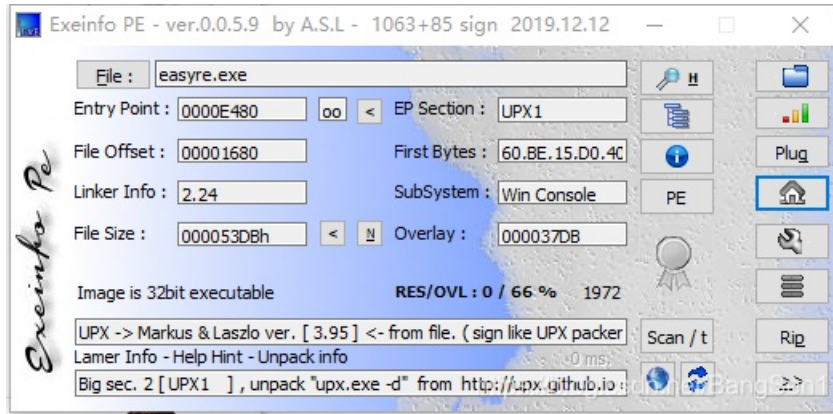 Exeinfo PE - ver.0.0.5.9 by A.S.L - 1063+85 sign 2019.12.12
File : easyre.exe H
Entry Point : 0000E480 oo < EP Section : UPX1
File Offset : 00001680 First Bytes : 60.BE.15.D0.40 Plug
Linker Info : 2.24 SubSystem : Win Console PE
File Size : 000053DBh < N Overlay : 000037DB
Image is 32bit executable RES/OVL : 0 / 66 % 1972
UPX -> Markus & Laszlo ver. [ 3.95 ] <- from file. ( sign like UPX packer Scan / t Rip
Lamer Info - Help Hint - Unpack info 0 ms.
Big sec. 2 [ UPX1 ] , unpack "upx.exe -d" from http://upx.github.io >>
Exeinfo Pe